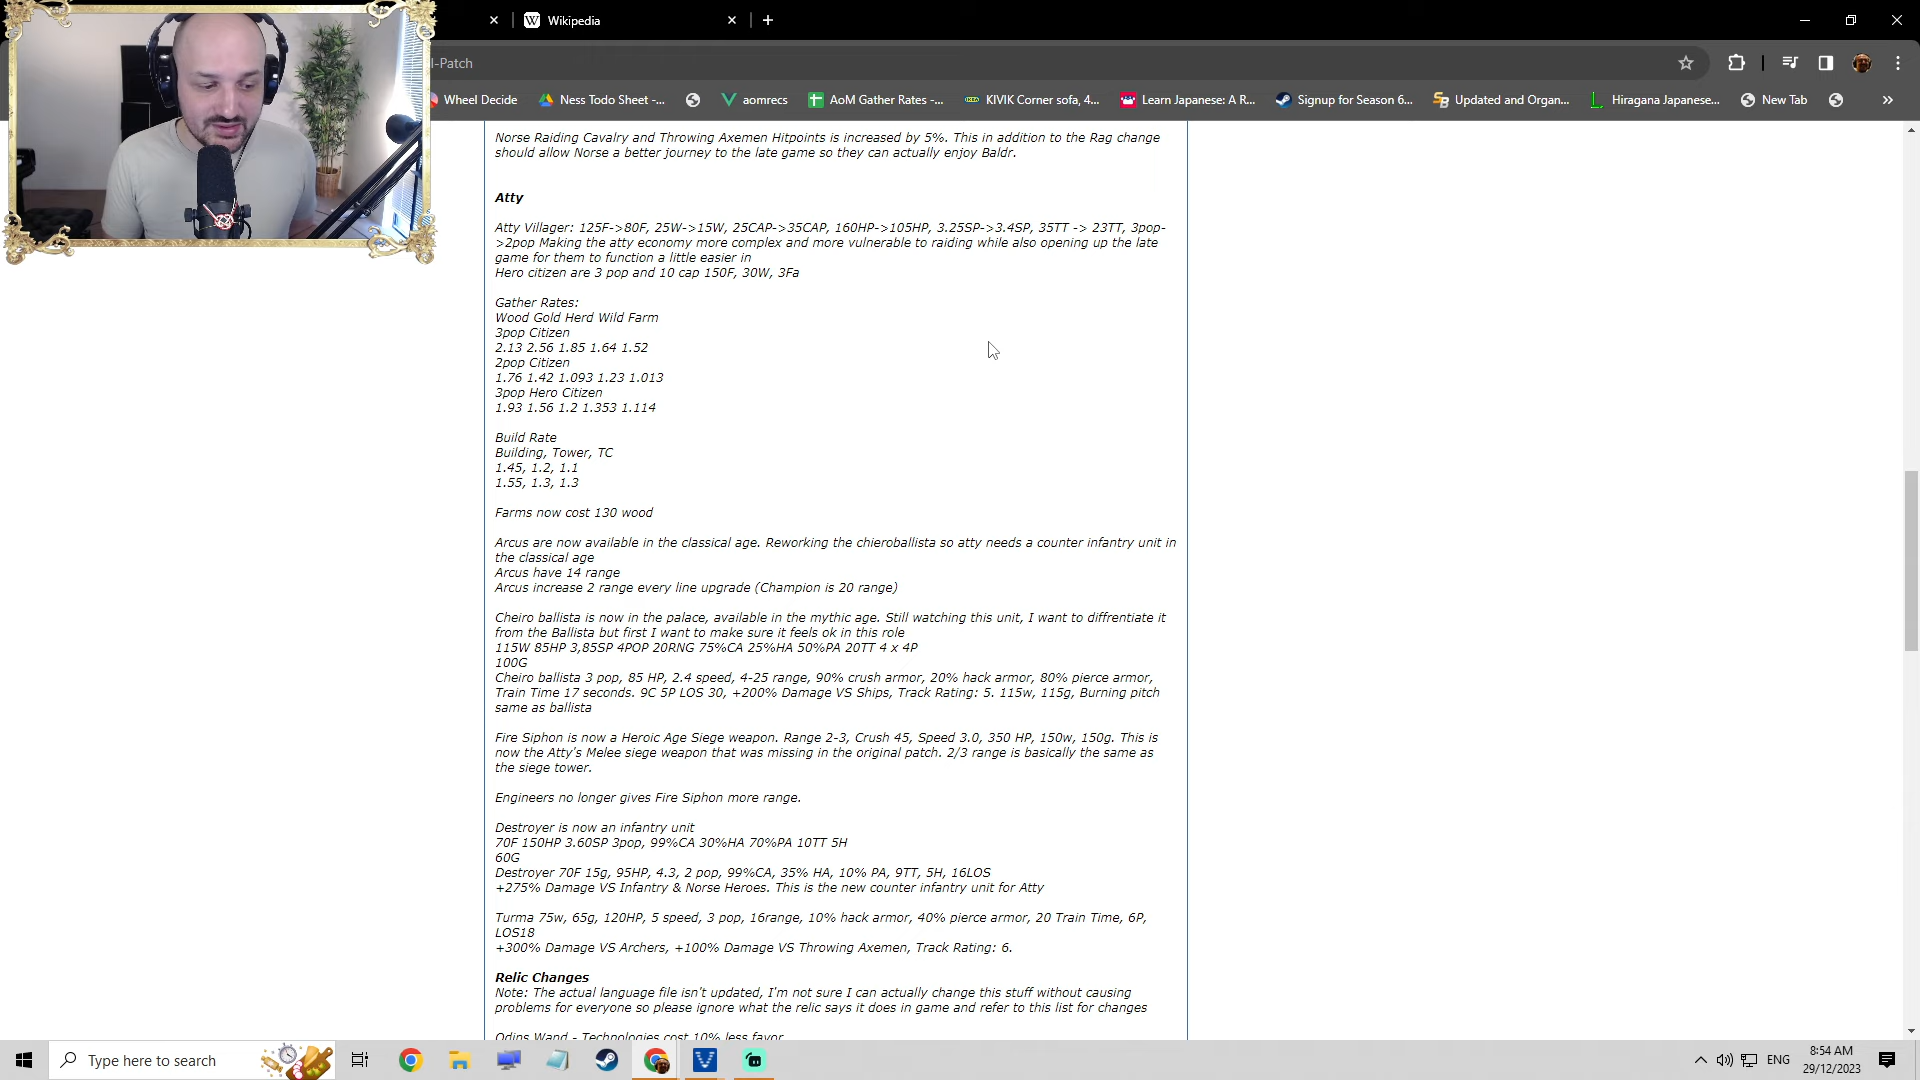 Wikipedia
l-Patch
Wheel Decide
Ness Todo Sheet -...
aomrecs
AoM Gather Rates -...
KIVIK Corner sofa, 4...
Learn Japanese: A R...
Signup for Season 6...
Updated and Organ...
Hiragana Japanese...
New Tab
Norse Raiding Cavalry and Throwing Axemen Hitpoints is increased by 5%. This in addition to the Rag change
should allow Norse a better journey to the late game so they can actually enjoy Baldr.
Atty
Atty Villager: 125F->80F, 25W->15W, 25CAP->35CAP, 160HP->105HP, 3.25SP->3.4SP, 35TT -> 23TT, 3pop-
>2pop Making the atty economy more complex and more vulnerable to raiding while also opening up the late
game for them to function a little easier in
Hero citizen are 3 pop and 10 cap 150F, 30W, 3Fa
Gather Rates:
Wood Gold Herd Wild Farm
3pop Citizen
2.13 2.56 1.85 1.64 1.52
2pop Citizen
1.76 1.42 1.093 1.23 1.013
3pop Hero Citizen
1.93 1.56 1.2 1.353 1.114
Build Rate
Building, Tower, TC
1.45, 1.2, 1.1
1.55, 1.3, 1.3
Farms now cost 130 wood
Arcus are now available in the classical age. Reworking the chieroballista so atty needs a counter infantry unit in
the classical age
Arcus have 14 range
Arcus increase 2 range every line upgrade (Champion is 20 range)
Cheiro ballista is now in the palace, available in the mythic age. Still watching this unit, I want to diffrentiate it
from the Ballista but first I want to make sure it feels ok in this role
115W 85HP 3,85SP 4POP 20RNG 75%CA 25%HA 50%PA 20TT 4 x 4P
100G
Cheiro ballista 3 pop, 85 HP, 2.4 speed, 4-25 range, 90% crush armor, 20% hack armor, 80% pierce armor,
Train Time 17 seconds. 9C 5P LOS 30, +200% Damage VS Ships, Track Rating: 5. 115w, 115g, Burning pitch
same as ballista
Fire Siphon is now a Heroic Age Siege weapon. Range 2-3, Crush 45, Speed 3.0, 350 HP, 150w, 150g. This is
now the Atty's Melee siege weapon that was missing in the original patch. 2/3 range is basically the same as
the siege tower.
Engineers no longer gives Fire Siphon more range.
Destroyer is now an infantry unit
70F 150HP 3.60SP 3pop, 99%CA 30%HA 70%PA 10TT 5H
60G
Destroyer 70F 15g, 95HP, 4.3, 2 pop, 99%CA, 35% HA, 10% PA, 9TT, 5H, 16LOS
+275% Damage VS Infantry & Norse Heroes. This is the new counter infantry unit for Atty
Turma 75w, 65g, 120HP, 5 speed, 3 pop, 16range, 10% hack armor, 40% pierce armor, 20 Train Time, 6P,
LOS18
+300% Damage VS Archers, +100% Damage VS Throwing Axemen, Track Rating: 6.
Relic Changes
Note: The actual language file isn't updated, I'm not sure I can actually change this stuff without causing
problems for everyone so please ignore what the relic says it does in game and refer to this list for changes
Odins Wand - Technologies cost 10% less favor
Type here to search
ENG
8:54 AM
29/12/2023